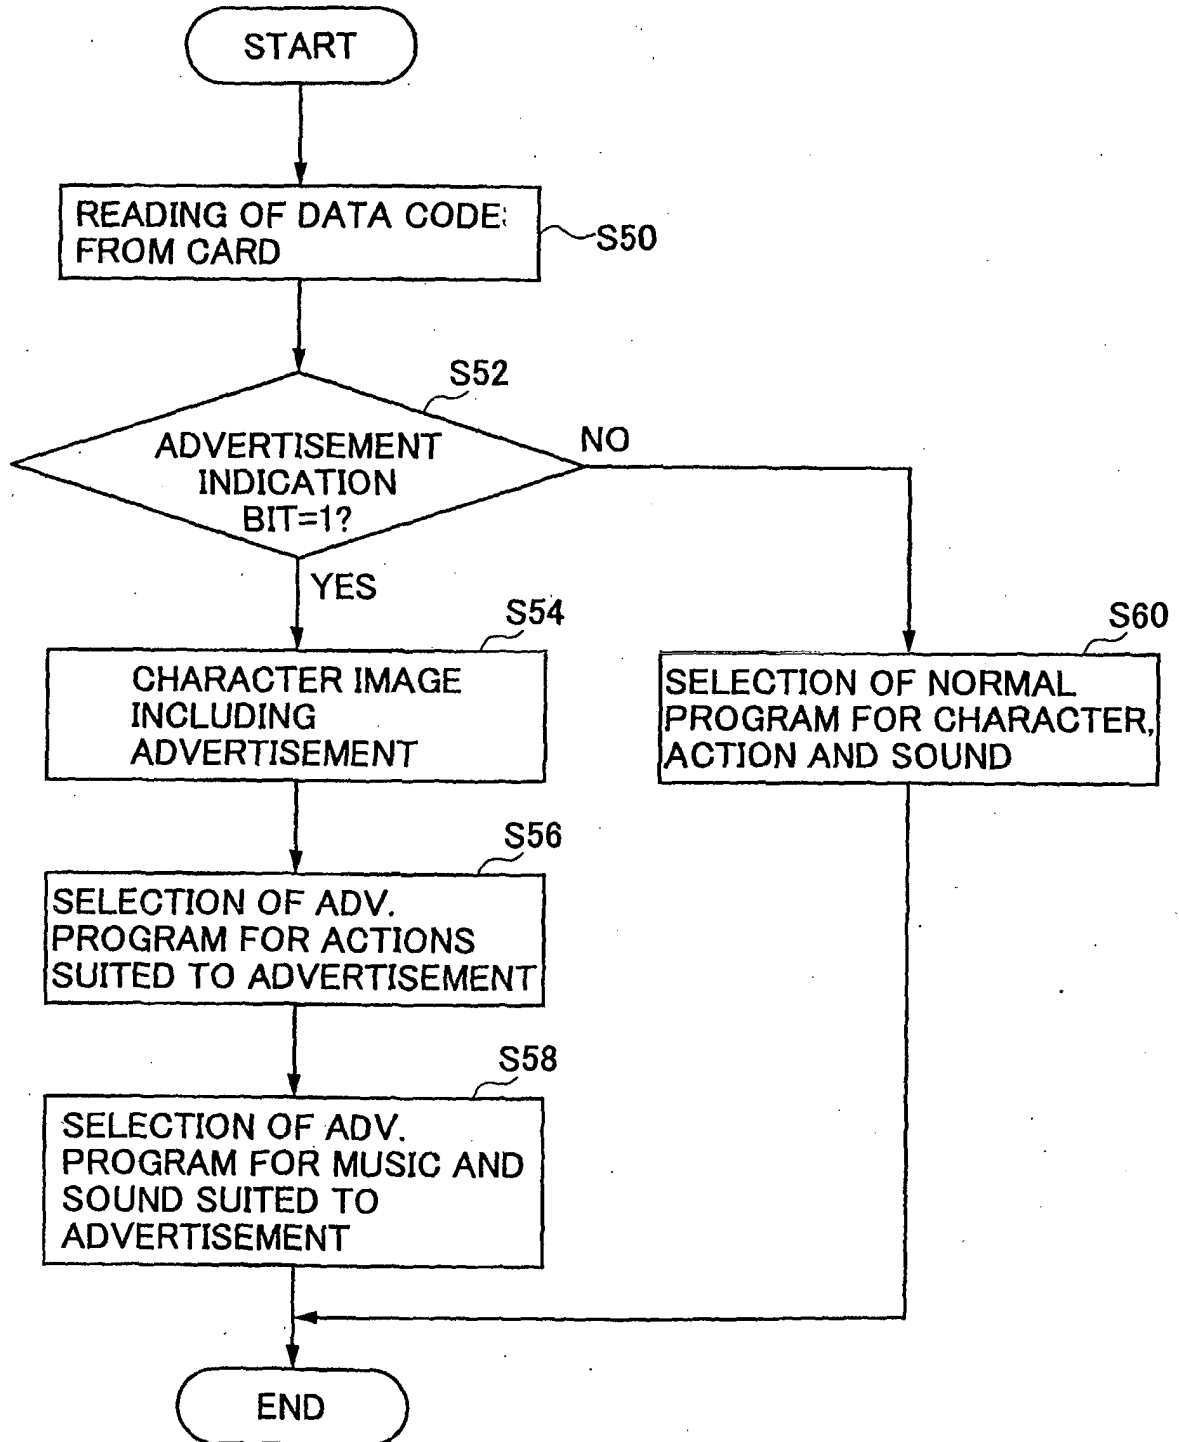 START
READING OF DATA CODE
FROM CARD
S50
S52
ADVERTISEMENT
INDICATION
BIT=1?
NO
YES
S54
CHARACTER IMAGE
INCLUDING
ADVERTISEMENT
S60
SELECTION OF NORMAL
PROGRAM FOR CHARACTER,
ACTION AND SOUND
S56
SELECTION OF ADV.
PROGRAM FOR ACTIONS
SUITED TO ADVERTISEMENT
S58
SELECTION OF ADV.
PROGRAM FOR MUSIC AND
SOUND SUITED TO
ADVERTISEMENT
END